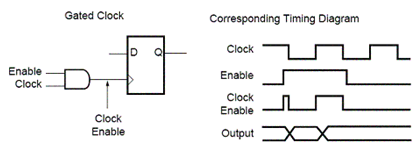 Gated Clock
Corresponding Timing Diagram
D Q
Enable
Clock
Clock
Enable
Clock
Enable
Clock
Enable
Output